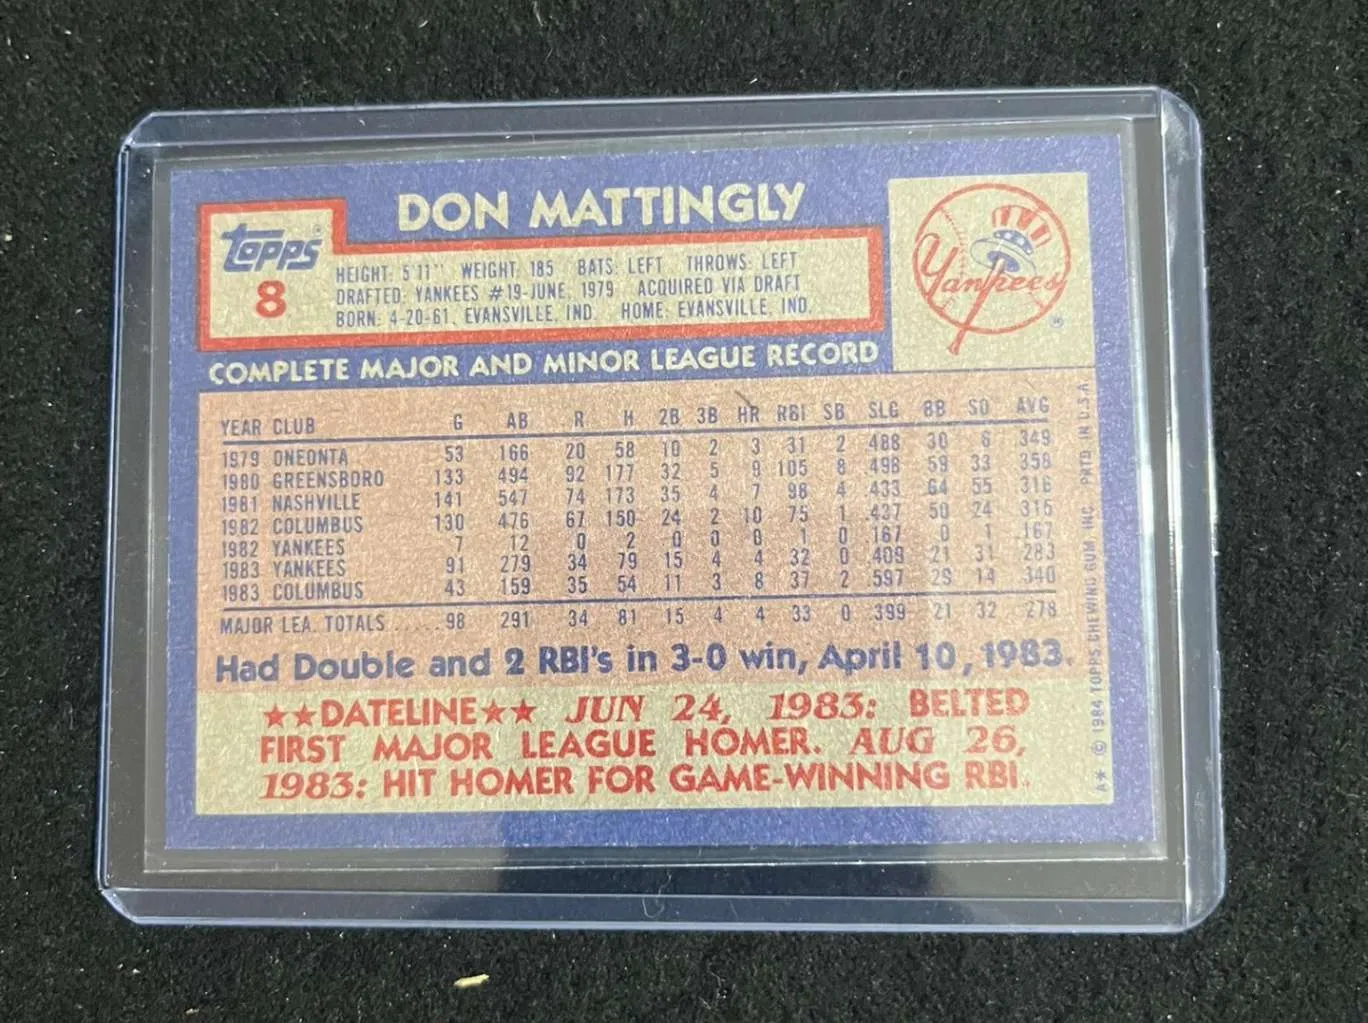 DON MATTINGLY
Topps
8
HEIGHT: 5'11" WEIGHT: 185 BATS: LEFT THROWS: LEFT
DRAFTED: YANKEES #19-JUNE, 1979 ACQUIRED VIA DRAFT
BORN: 4-20-61, EVANSVILLE, IND. HOME: EVANSVILLE, IND.
Yankees
®
COMPLETE MAJOR AND MINOR LEAGUE RECORD
YEAR CLUB G AB R H 2B 3B HR RBI SB SLG BB SO AVG
1979 ONEONTA 53 166 20 58 10 2 3 31 2 .488 30 6 .349
1980 GREENSBORO 133 494 92 177 32 5 9 105 8 .498 59 33 .358
1981 NASHVILLE 141 547 74 173 35 4 7 98 4 .433 64 55 .316
1982 COLUMBUS 130 476 67 150 24 2 10 75 1 .437 50 24 .315
1982 YANKEES 7 12 0 2 0 0 0 1 0 .167 0 1 .167
1983 YANKEES 91 279 34 79 15 4 4 32 0 .409 21 31 .283
1983 COLUMBUS 43 159 35 54 11 3 8 37 2 .597 29 14 .340
MAJOR LEA. TOTALS ..... 98 291 34 81 15 4 4 33 0 .399 21 32 .278
Had Double and 2 RBI's in 3-0 win, April 10, 1983.
★★DATELINE★★ JUN 24, 1983: BELTED
FIRST MAJOR LEAGUE HOMER. AUG 26,
1983: HIT HOMER FOR GAME-WINNING RBI.
A* © 1984 TOPPS CHEWING GUM, INC. PRTD. IN U.S.A.